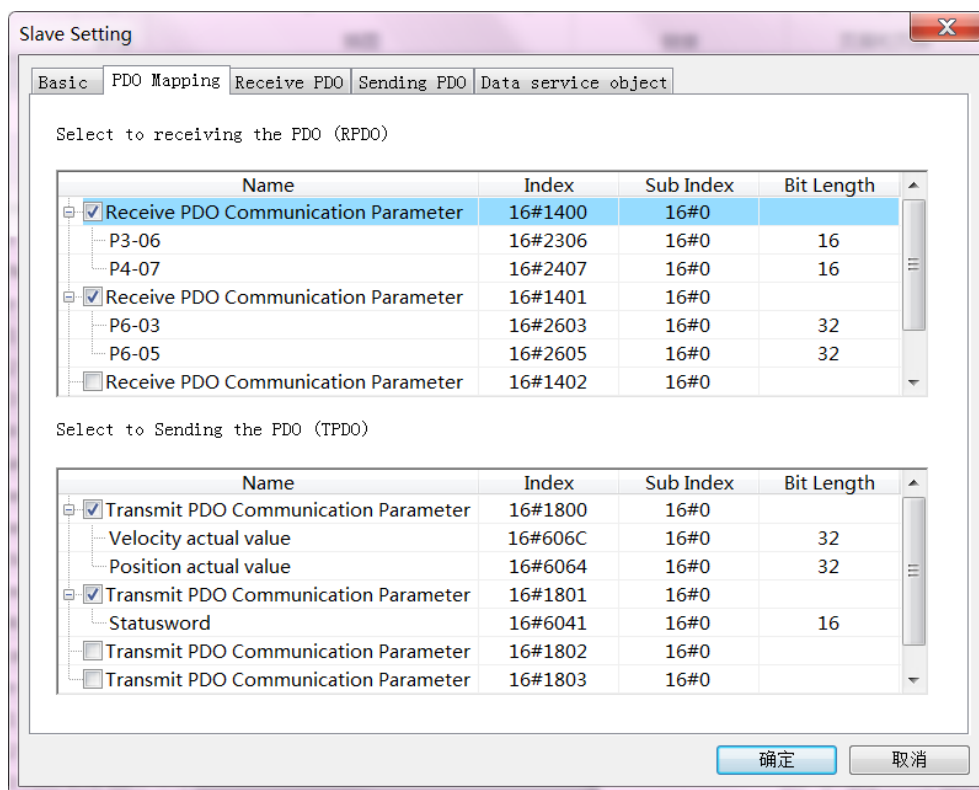 Slave Setting
Basic PDO Mapping Receive PDO Sending PDO Data service object
Select to receiving the PDO (RPDO)
Name Index Sub Index Bit Length
Receive PDO Communication Parameter 16#1400 16#0
P3-06 16#2306 16#0 16
P4-07 16#2407 16#0 16
Receive PDO Communication Parameter 16#1401 16#0
P6-03 16#2603 16#0 32
P6-05 16#2605 16#0 32
Receive PDO Communication Parameter 16#1402 16#0
Select to Sending the PDO (TPDO)
Name Index Sub Index Bit Length
Transmit PDO Communication Parameter 16#1800 16#0
Velocity actual value 16#606C 16#0 32
Position actual value 16#6064 16#0 32
Transmit PDO Communication Parameter 16#1801 16#0
Statusword 16#6041 16#0 16
Transmit PDO Communication Parameter 16#1802 16#0
Transmit PDO Communication Parameter 16#1803 16#0
确定 取消